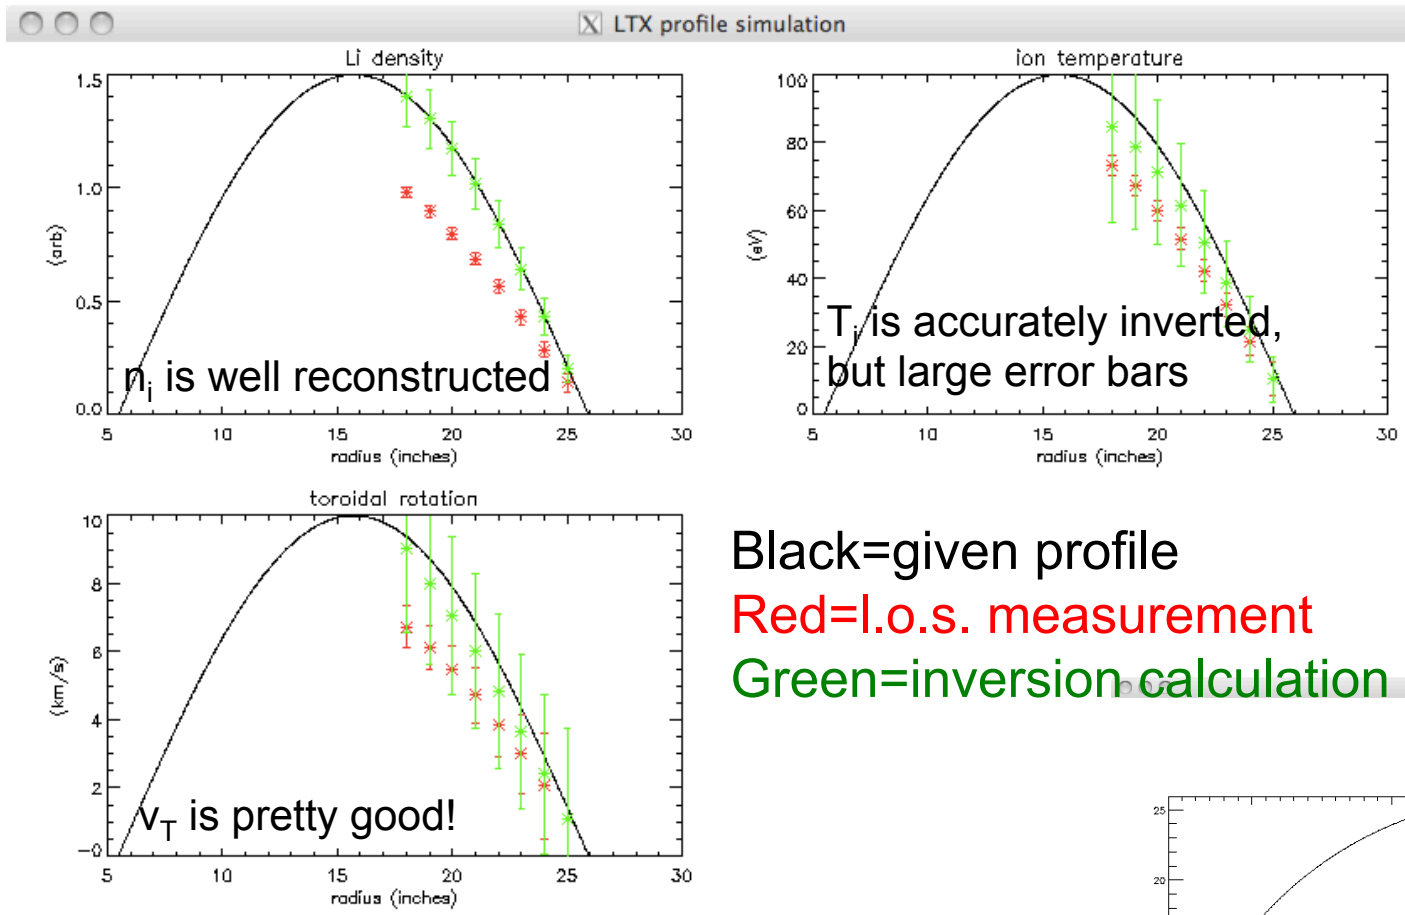 LTX profile simulation
Li density
1.5
1.0
0.5
0.0
(arb)
5 10 15 20 25 30
radius (inches)
n_i is well reconstructed
ion temperature
100
80
60
40
20
0
(eV)
5 10 15 20 25 30
radius (inches)
T_i is accurately inverted,
but large error bars
toroidal rotation
10
8
6
4
2
-0
(km/s)
5 10 15 20 25 30
radius (inches)
v_T is pretty good!
Black=given profile
Red=l.o.s. measurement
Green=inversion calculation
25
20